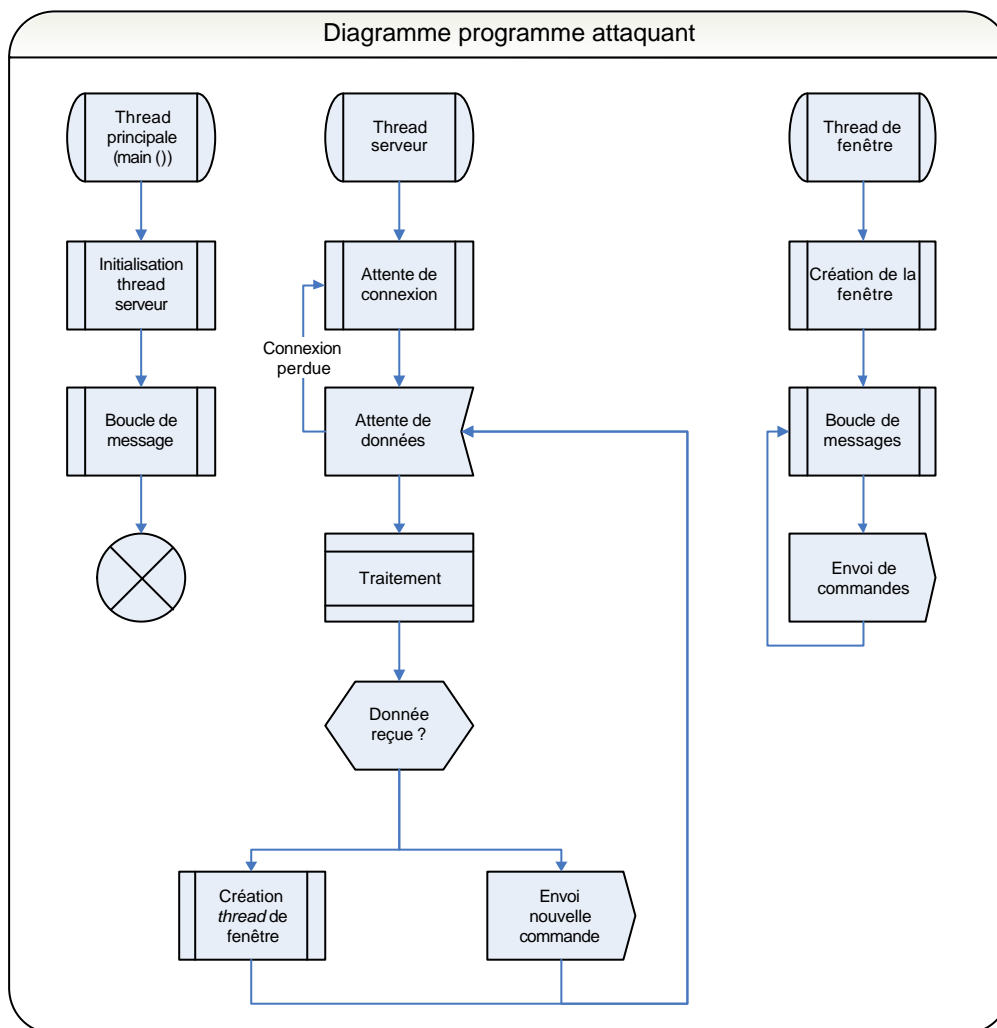 Diagramme programme attaquant
Thread
principale
(main ())
Initialisation
thread
serveur
Boucle de
message
Thread
serveur
Attente de
connexion
Connexion
perdue
Attente de
données
Traitement
Donnée
reçue ?
Création
thread de
fenêtre
Envoi
nouvelle
commande
Thread de
fenêtre
Création de la
fenêtre
Boucle de
messages
Envoi de
commandes